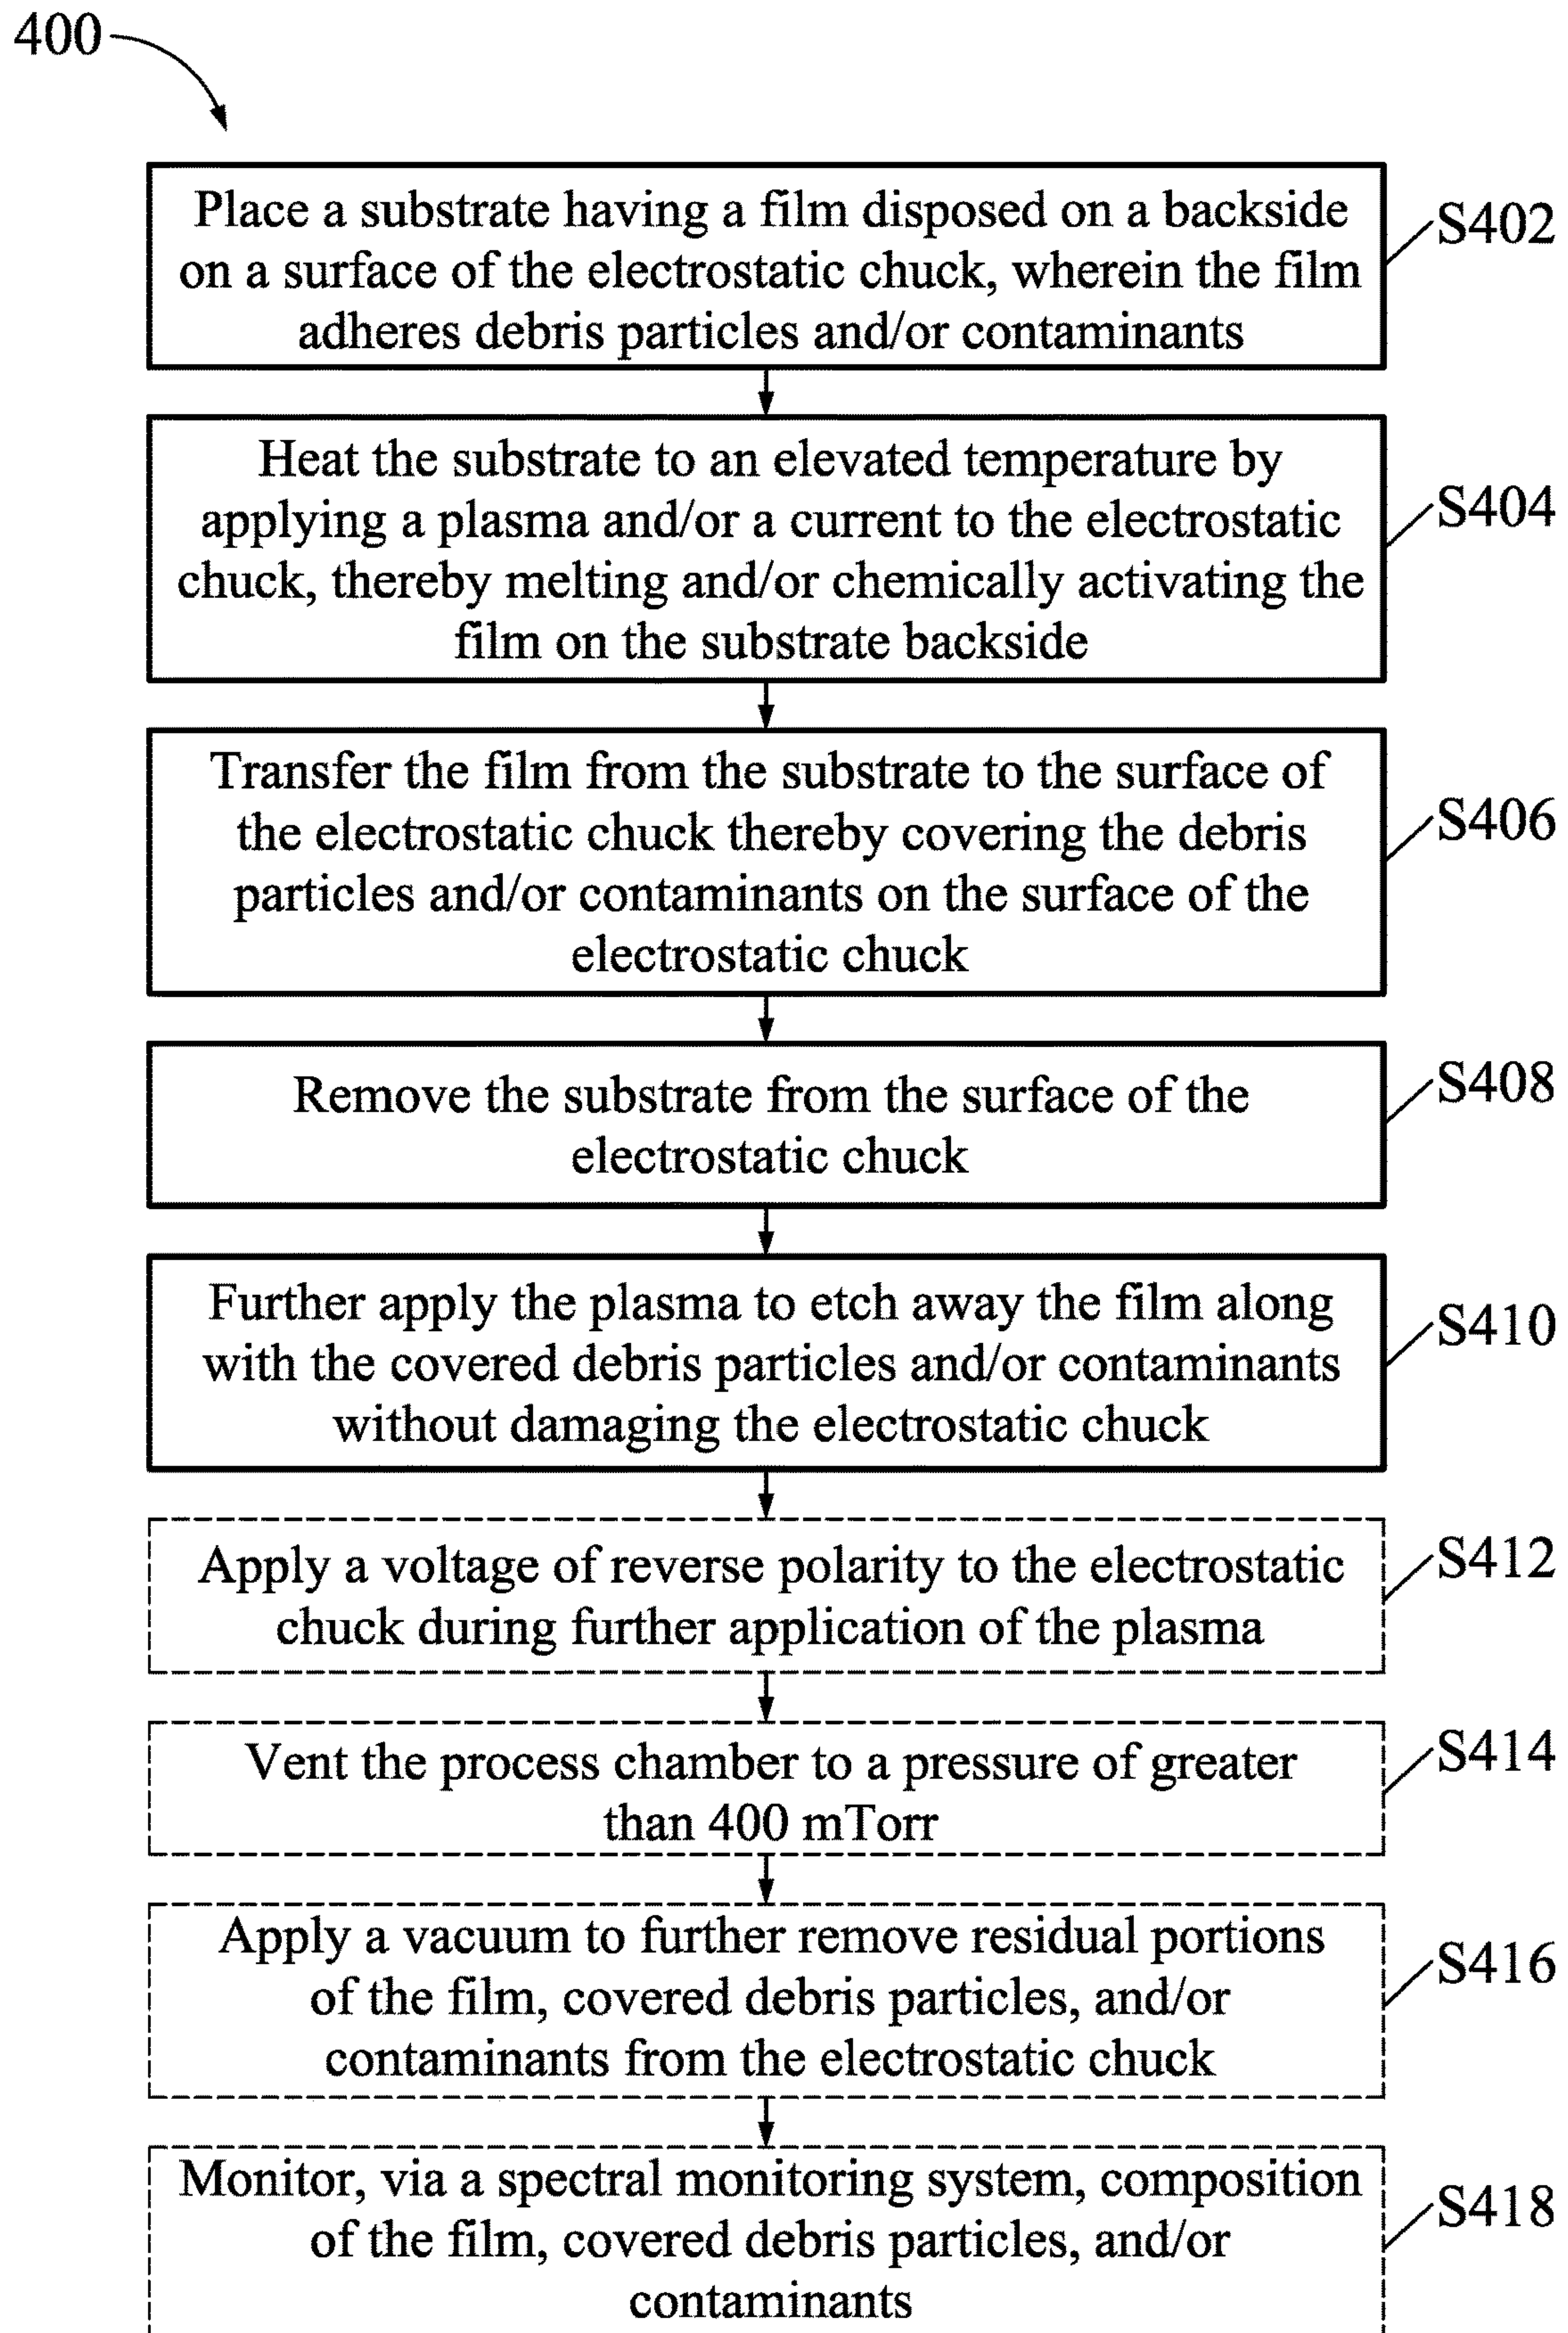 400
Place a substrate having a film disposed on a backside
on a surface of the electrostatic chuck, wherein the film
adheres debris particles and/or contaminants
S402
Heat the substrate to an elevated temperature by
applying a plasma and/or a current to the electrostatic
chuck, thereby melting and/or chemically activating the
film on the substrate backside
S404
Transfer the film from the substrate to the surface of
the electrostatic chuck thereby covering the debris
particles and/or contaminants on the surface of the
electrostatic chuck
S406
Remove the substrate from the surface of the
electrostatic chuck
S408
Further apply the plasma to etch away the film along
with the covered debris particles and/or contaminants
without damaging the electrostatic chuck
S410
Apply a voltage of reverse polarity to the electrostatic
chuck during further application of the plasma
S412
Vent the process chamber to a pressure of greater
than 400 mTorr
S414
Apply a vacuum to further remove residual portions
of the film, covered debris particles, and/or
contaminants from the electrostatic chuck
S416
Monitor, via a spectral monitoring system, composition
of the film, covered debris particles, and/or
contaminants
S418